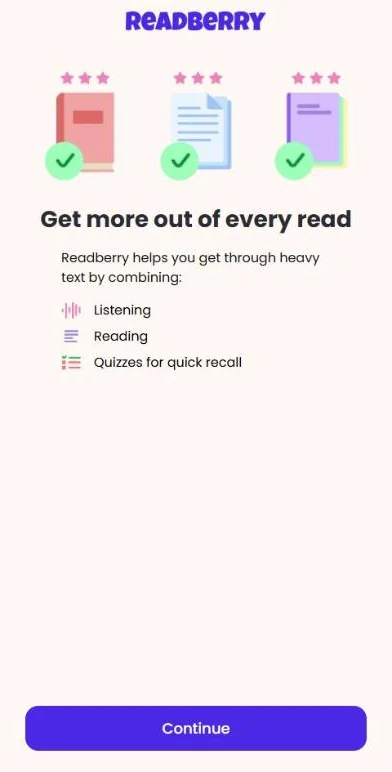 ReADBeRRY
Get more out of every read
Readberry helps you get through heavy
text by combining:
Listening
Reading
Quizzes for quick recall
Continue